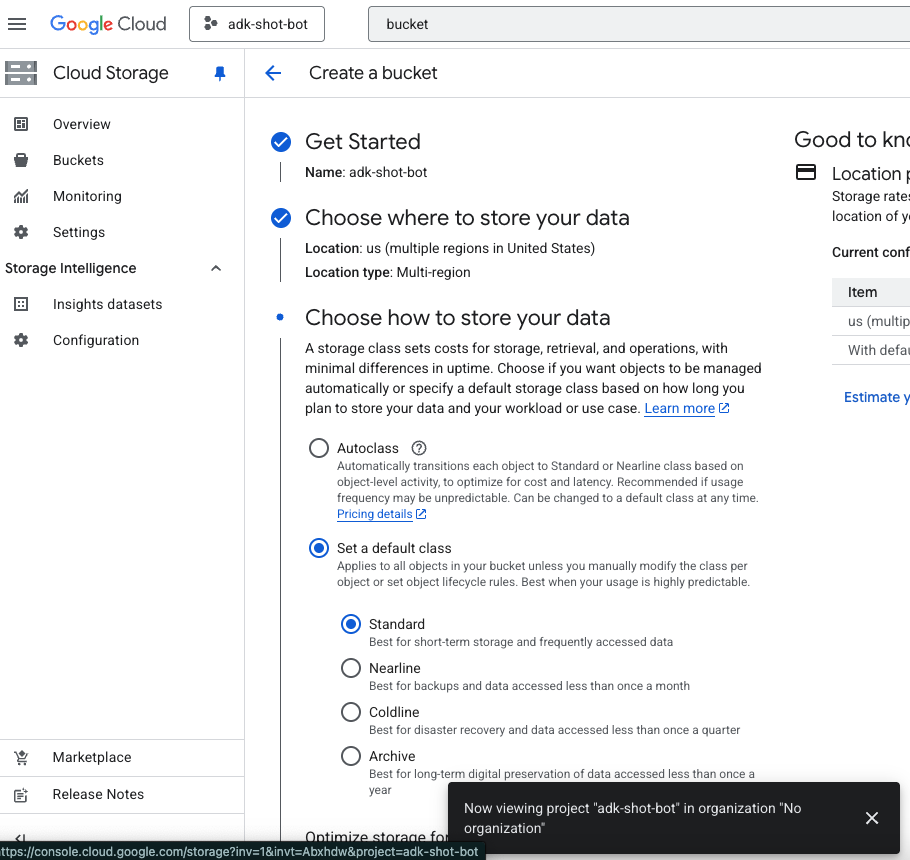 Google Cloud
adk-shot-bot
bucket
Cloud Storage
Create a bucket
Overview
Buckets
Monitoring
Settings
Storage Intelligence
Insights datasets
Configuration
Marketplace
Release Notes
Get Started
Name: adk-shot-bot
Choose where to store your data
Location: us (multiple regions in United States)
Location type: Multi-region
Choose how to store your data
A storage class sets costs for storage, retrieval, and operations, with
minimal differences in uptime. Choose if you want objects to be managed
automatically or specify a default storage class based on how long you
plan to store your data and your workload or use case. Learn more
Autoclass
Automatically transitions each object to Standard or Nearline class based on
object-level activity, to optimize for cost and latency. Recommended if usage
frequency may be unpredictable. Can be changed to a default class at any time.
Pricing details
Set a default class
Applies to all objects in your bucket unless you manually modify the class per
object or set object lifecycle rules. Best when your usage is highly predictable.
Standard
Best for short-term storage and frequently accessed data
Nearline
Best for backups and data accessed less than once a month
Coldline
Best for disaster recovery and data accessed less than once a quarter
Archive
Best for long-term digital preservation of data accessed less than once a
year
Optimize storage for
Good to kno
Location p
Storage rates
location of y
Current conf
Item
us (multip
With defau
Estimate y
Now viewing project "adk-shot-bot" in organization "No
organization"
ttps://console.cloud.google.com/storage?inv=1&invt=Abxhdw&project=adk-shot-bot